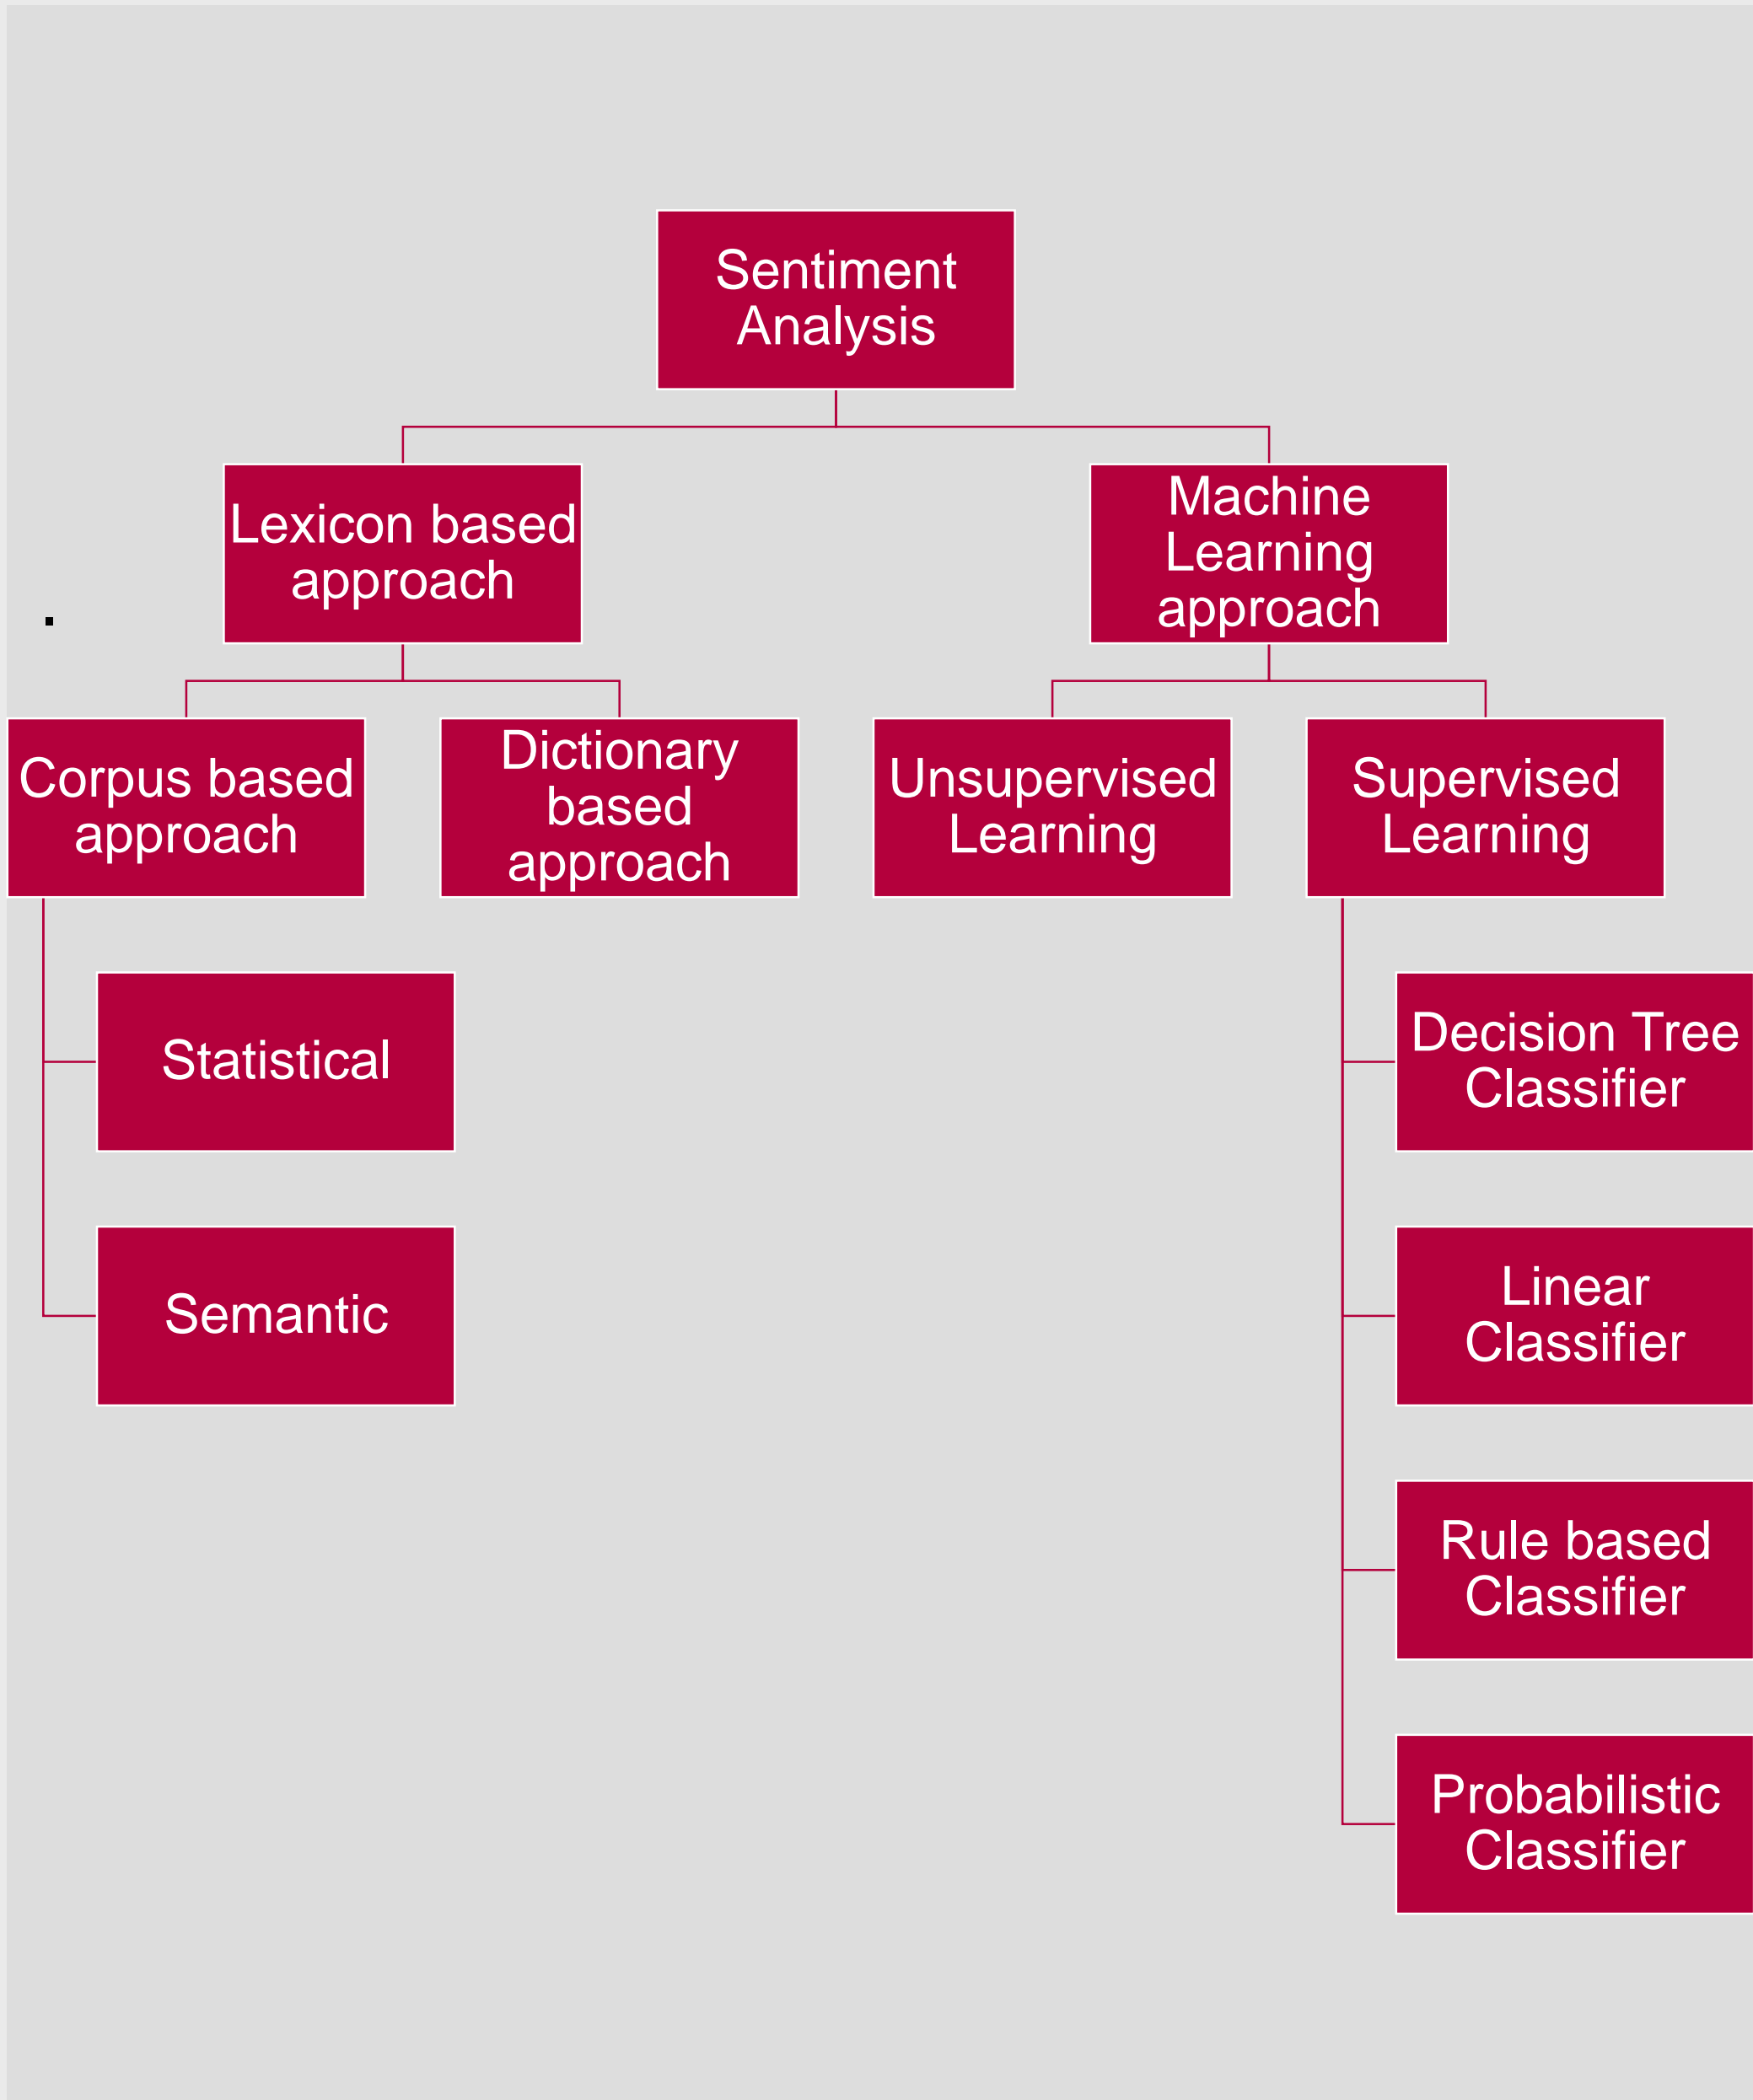 Sentiment
Analysis
Lexicon based
approach
Machine
Learning
approach
.
Corpus based
approach
Dictionary
based
approach
Unsupervised
Learning
Supervised
Learning
Statistical
Decision Tree
Classifier
Semantic
Linear
Classifier
Rule based
Classifier
Probabilistic
Classifier